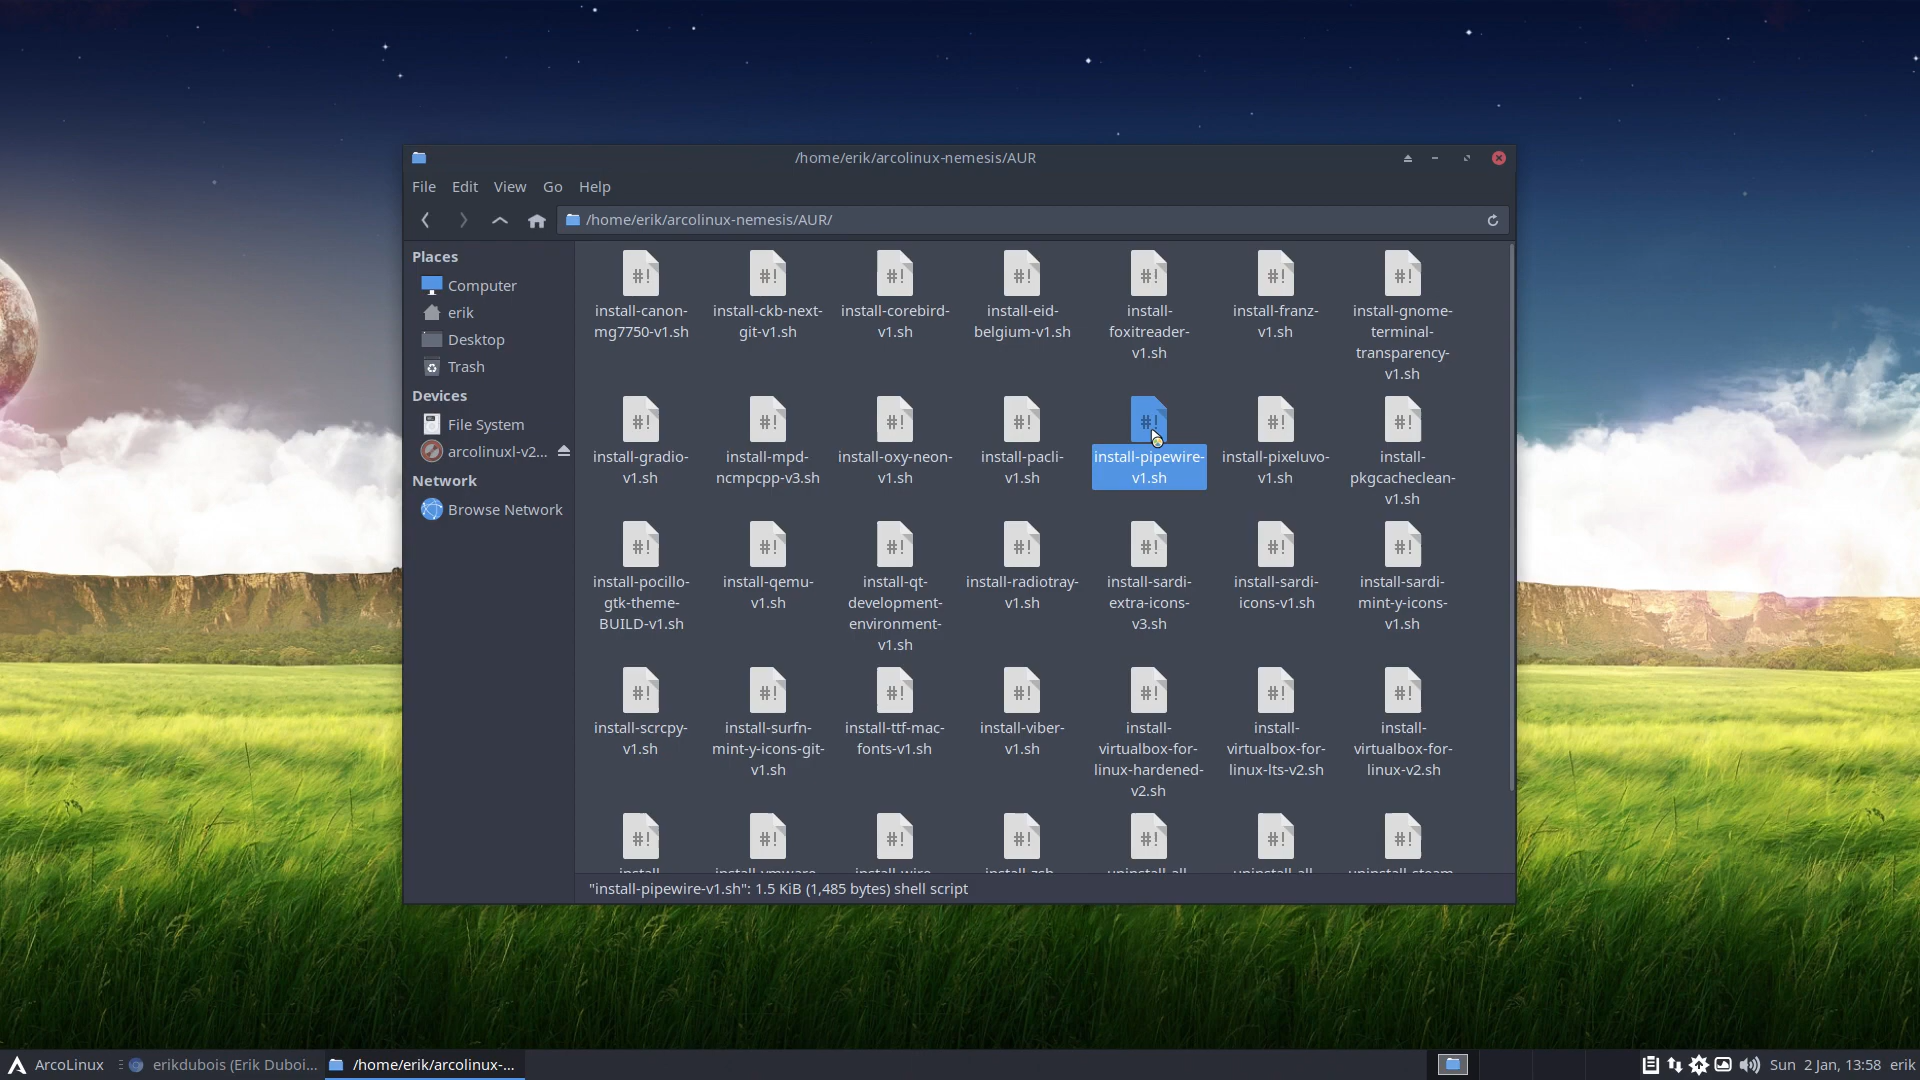 /home/erik/arcolinux-nemesis/AUR
File Edit View Go Help
/home/erik/arcolinux-nemesis/AUR/
Places
Computer
erik
Desktop
Trash
Devices
File System
arcolinuxl-v2...
Network
Browse Network
install-canon-
mg7750-v1.sh
install-ckb-next-
git-v1.sh
install-corebird-
v1.sh
install-eid-
belgium-v1.sh
install-
foxitreader-
v1.sh
install-franz-
v1.sh
install-gnome-
terminal-
transparency-
v1.sh
install-gradio-
v1.sh
install-mpd-
ncmpcpp-v3.sh
install-oxy-neon-
v1.sh
install-pacli-
v1.sh
install-pipewire-
v1.sh
install-pixeluvo-
v1.sh
install-
pkgcacheclean-
v1.sh
install-pocillo-
gtk-theme-
BUILD-v1.sh
install-qemu-
v1.sh
install-qt-
development-
environment-
v1.sh
install-radiotray-
v1.sh
install-sardi-
extra-icons-
v3.sh
install-sardi-
icons-v1.sh
install-sardi-
mint-y-icons-
v1.sh
install-scrcpy-
v1.sh
install-surfn-
mint-y-icons-git-
v1.sh
install-ttf-mac-
fonts-v1.sh
install-viber-
v1.sh
install-
virtualbox-for-
linux-hardened-
v2.sh
install-
virtualbox-for-
linux-lts-v2.sh
install-
virtualbox-for-
linux-v2.sh
"install-pipewire-v1.sh": 1.5 KiB (1,485 bytes) shell script
ArcoLinux
erikdubois (Erik Duboi...
/home/erik/arcolinux-...
Sun 2 Jan, 13:58 erik